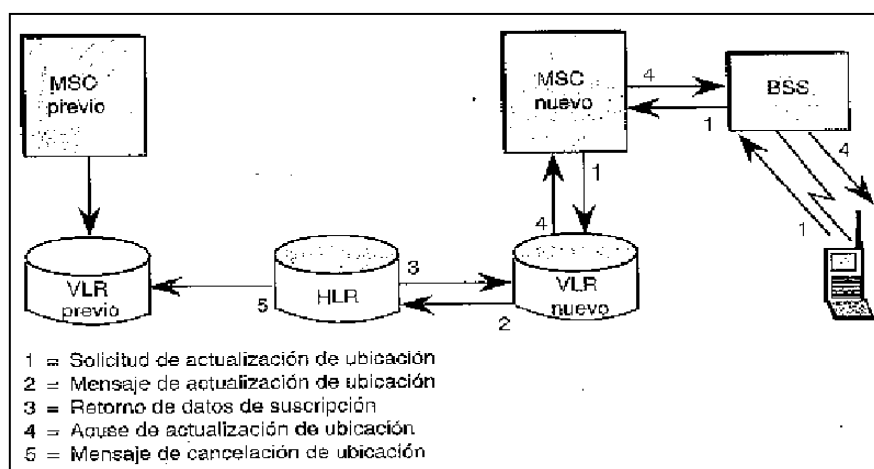 MSC
previo
MSC
nuevo
4
1
BSS
4
1
1
4
VLR
previo
5
HLR
3
2
VLR
nuevo
1 = Solicitud de actualización de ubicación
2 = Mensaje de actualización de ubicación
3 = Retorno de datos de suscripción
4 = Acuse de actualización de ubicación
5 = Mensaje de cancelación de ubicación